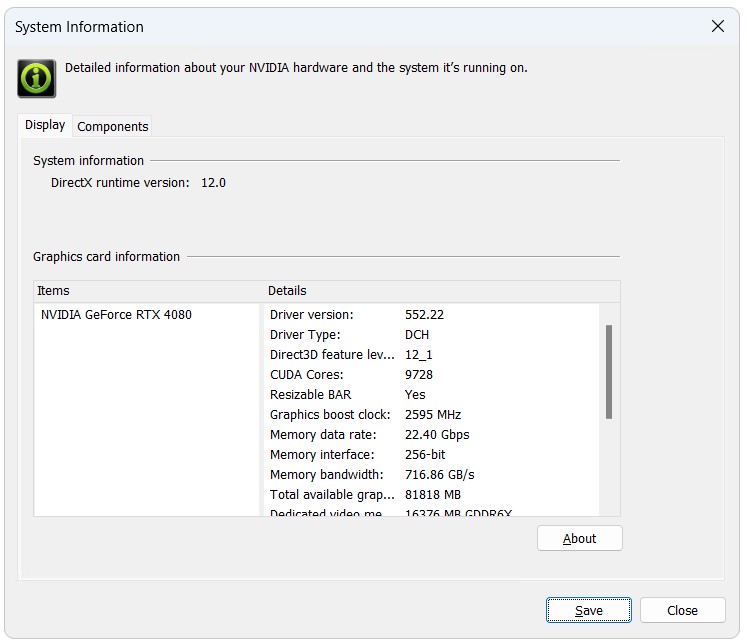 System Information
Detailed information about your NVIDIA hardware and the system it's running on.
Display Components
System information
DirectX runtime version: 12.0
Graphics card information
Items Details
NVIDIA GeForce RTX 4080 Driver version: 552.22
Driver Type: DCH
Direct3D feature lev... 12_1
CUDA Cores: 9728
Resizable BAR Yes
Graphics boost clock: 2595 MHz
Memory data rate: 22.40 Gbps
Memory interface: 256-bit
Memory bandwidth: 716.86 GB/s
Total available grap... 81818 MB
Dedicated video me... 16376 MB GDDR6X
About
Save Close